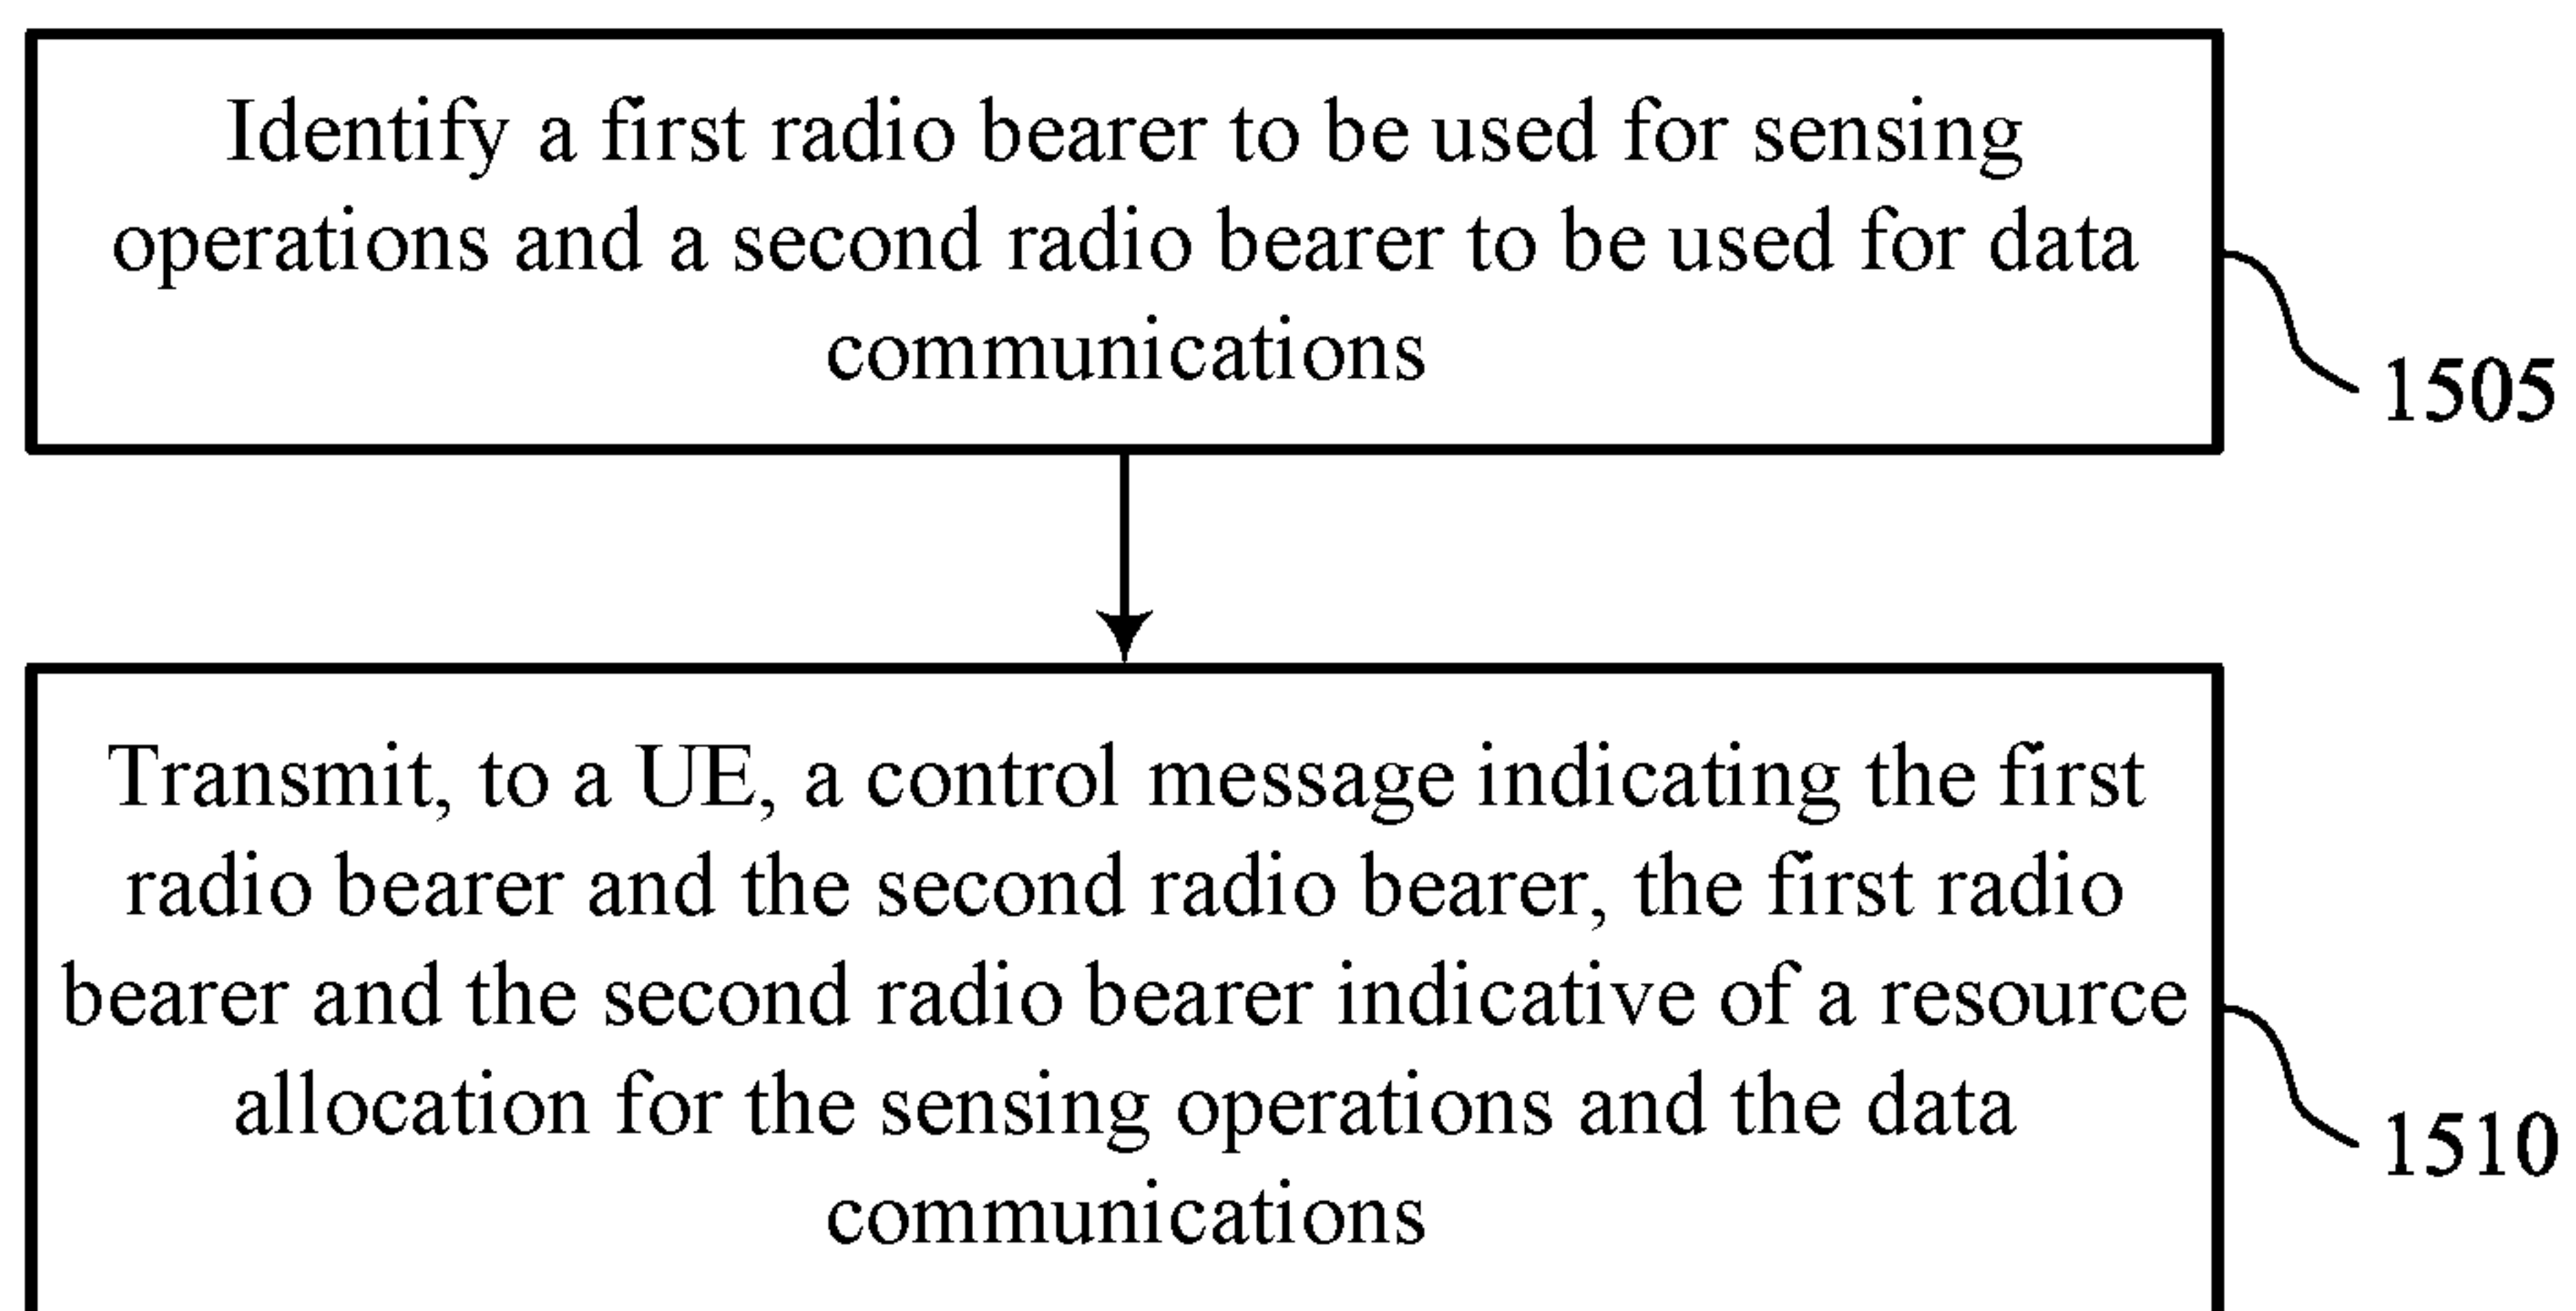 Identify a first radio bearer to be used for sensing
operations and a second radio bearer to be used for data
communications
1505
Transmit, to a UE, a control message indicating the first
radio bearer and the second radio bearer, the first radio
bearer and the second radio bearer indicative of a resource
allocation for the sensing operations and the data
communications
1510